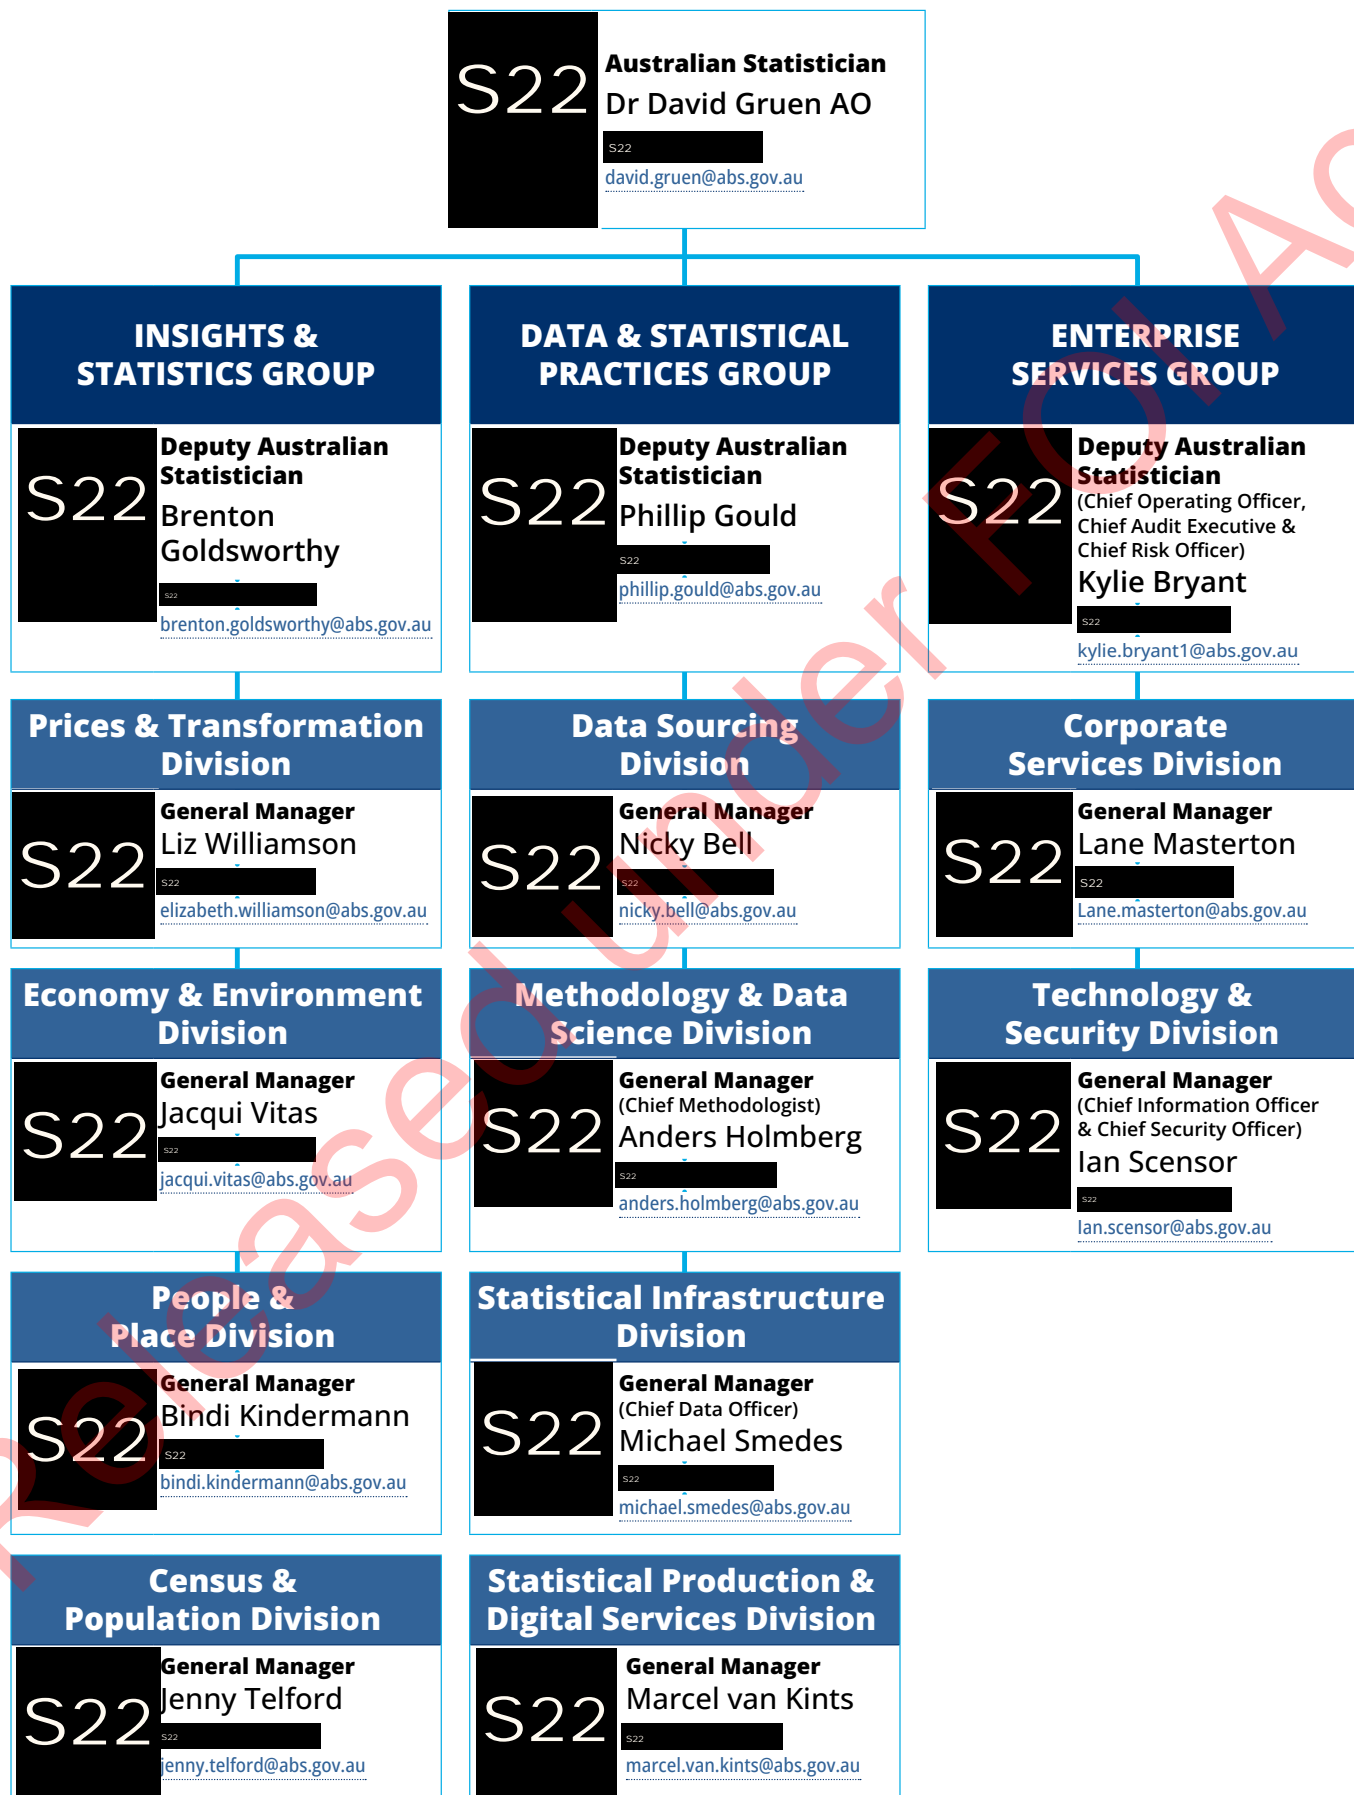 S22
Australian Statistician
Dr David Gruen AO
S22
david.gruen@abs.gov.au
INSIGHTS &
STATISTICS GROUP
S22
Deputy Australian
Statistician
Brenton
Goldsworthy
S22
brenton.goldsworthy@abs.gov.au
Prices & Transformation
Division
S22
General Manager
Liz Williamson
S22
elizabeth.williamson@abs.gov.au
Economy & Environment
Division
S22
General Manager
Jacqui Vitas
S22
jacqui.vitas@abs.gov.au
People &
Place Division
S22
General Manager
Bindi Kindermann
S22
bindi.kindermann@abs.gov.au
Census &
Population Division
S22
General Manager
Jenny Telford
S22
jenny.telford@abs.gov.au
DATA & STATISTICAL
PRACTICES GROUP
S22
Deputy Australian
Statistician
Phillip Gould
S22
phillip.gould@abs.gov.au
Data Sourcing
Division
S22
General Manager
Nicky Bell
S22
nicky.bell@abs.gov.au
Methodology & Data
Science Division
S22
General Manager
(Chief Methodologist)
Anders Holmberg
S22
anders.holmberg@abs.gov.au
Statistical Infrastructure
Division
S22
General Manager
(Chief Data Officer)
Michael Smedes
S22
michael.smedes@abs.gov.au
Statistical Production &
Digital Services Division
S22
General Manager
Marcel van Kints
S22
marcel.van.kints@abs.gov.au
ENTERPRISE
SERVICES GROUP
S22
Deputy Australian
Statistician
(Chief Operating Officer,
Chief Audit Executive &
Chief Risk Officer)
Kylie Bryant
S22
kylie.bryant1@abs.gov.au
Corporate
Services Division
S22
General Manager
Lane Masterton
S22
Lane.masterton@abs.gov.au
Technology &
Security Division
S22
General Manager
(Chief Information Officer
& Chief Security Officer)
Ian Scensor
S22
Ian.scensor@abs.gov.au
Released under FOI Ac